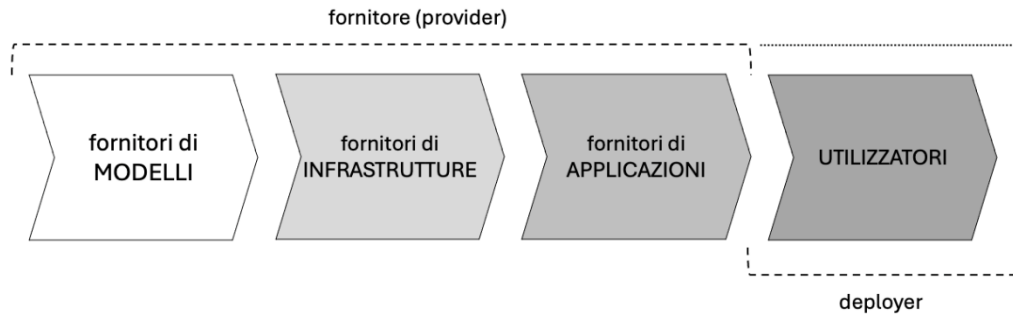 fornitore (provider)
fornitori di
MODELLI
fornitori di
INFRASTRUTTURE
fornitori di
APPLICAZIONI
UTILIZZATORI
deployer